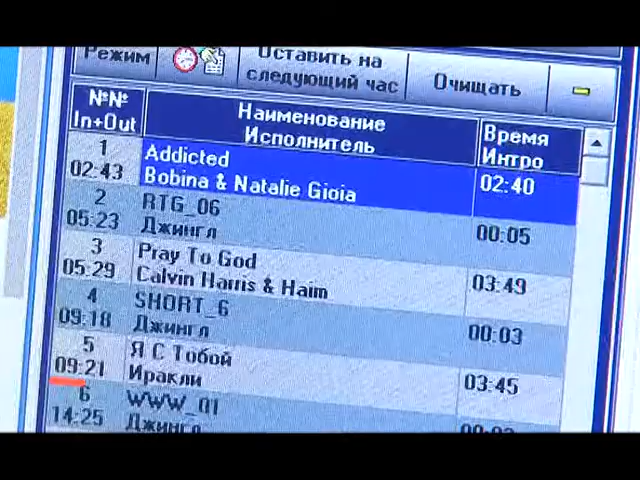 Режим
Оставить на
следующий час
Очищать
№№
In+Out
Наименование
Исполнитель
Время
Интро
1
02:43
Addicted
Bobina & Natalie Gioia
02:40
2
05:23
RTG_06
Джингл
00:05
3
05:29
Pray To God
Calvin Harris & Haim
03:49
4
09:18
SHORT_6
Джингл
00:03
5
09:21
Я С Тобой
Иракли
03:45
6
14:25
WWW_01
Джингл